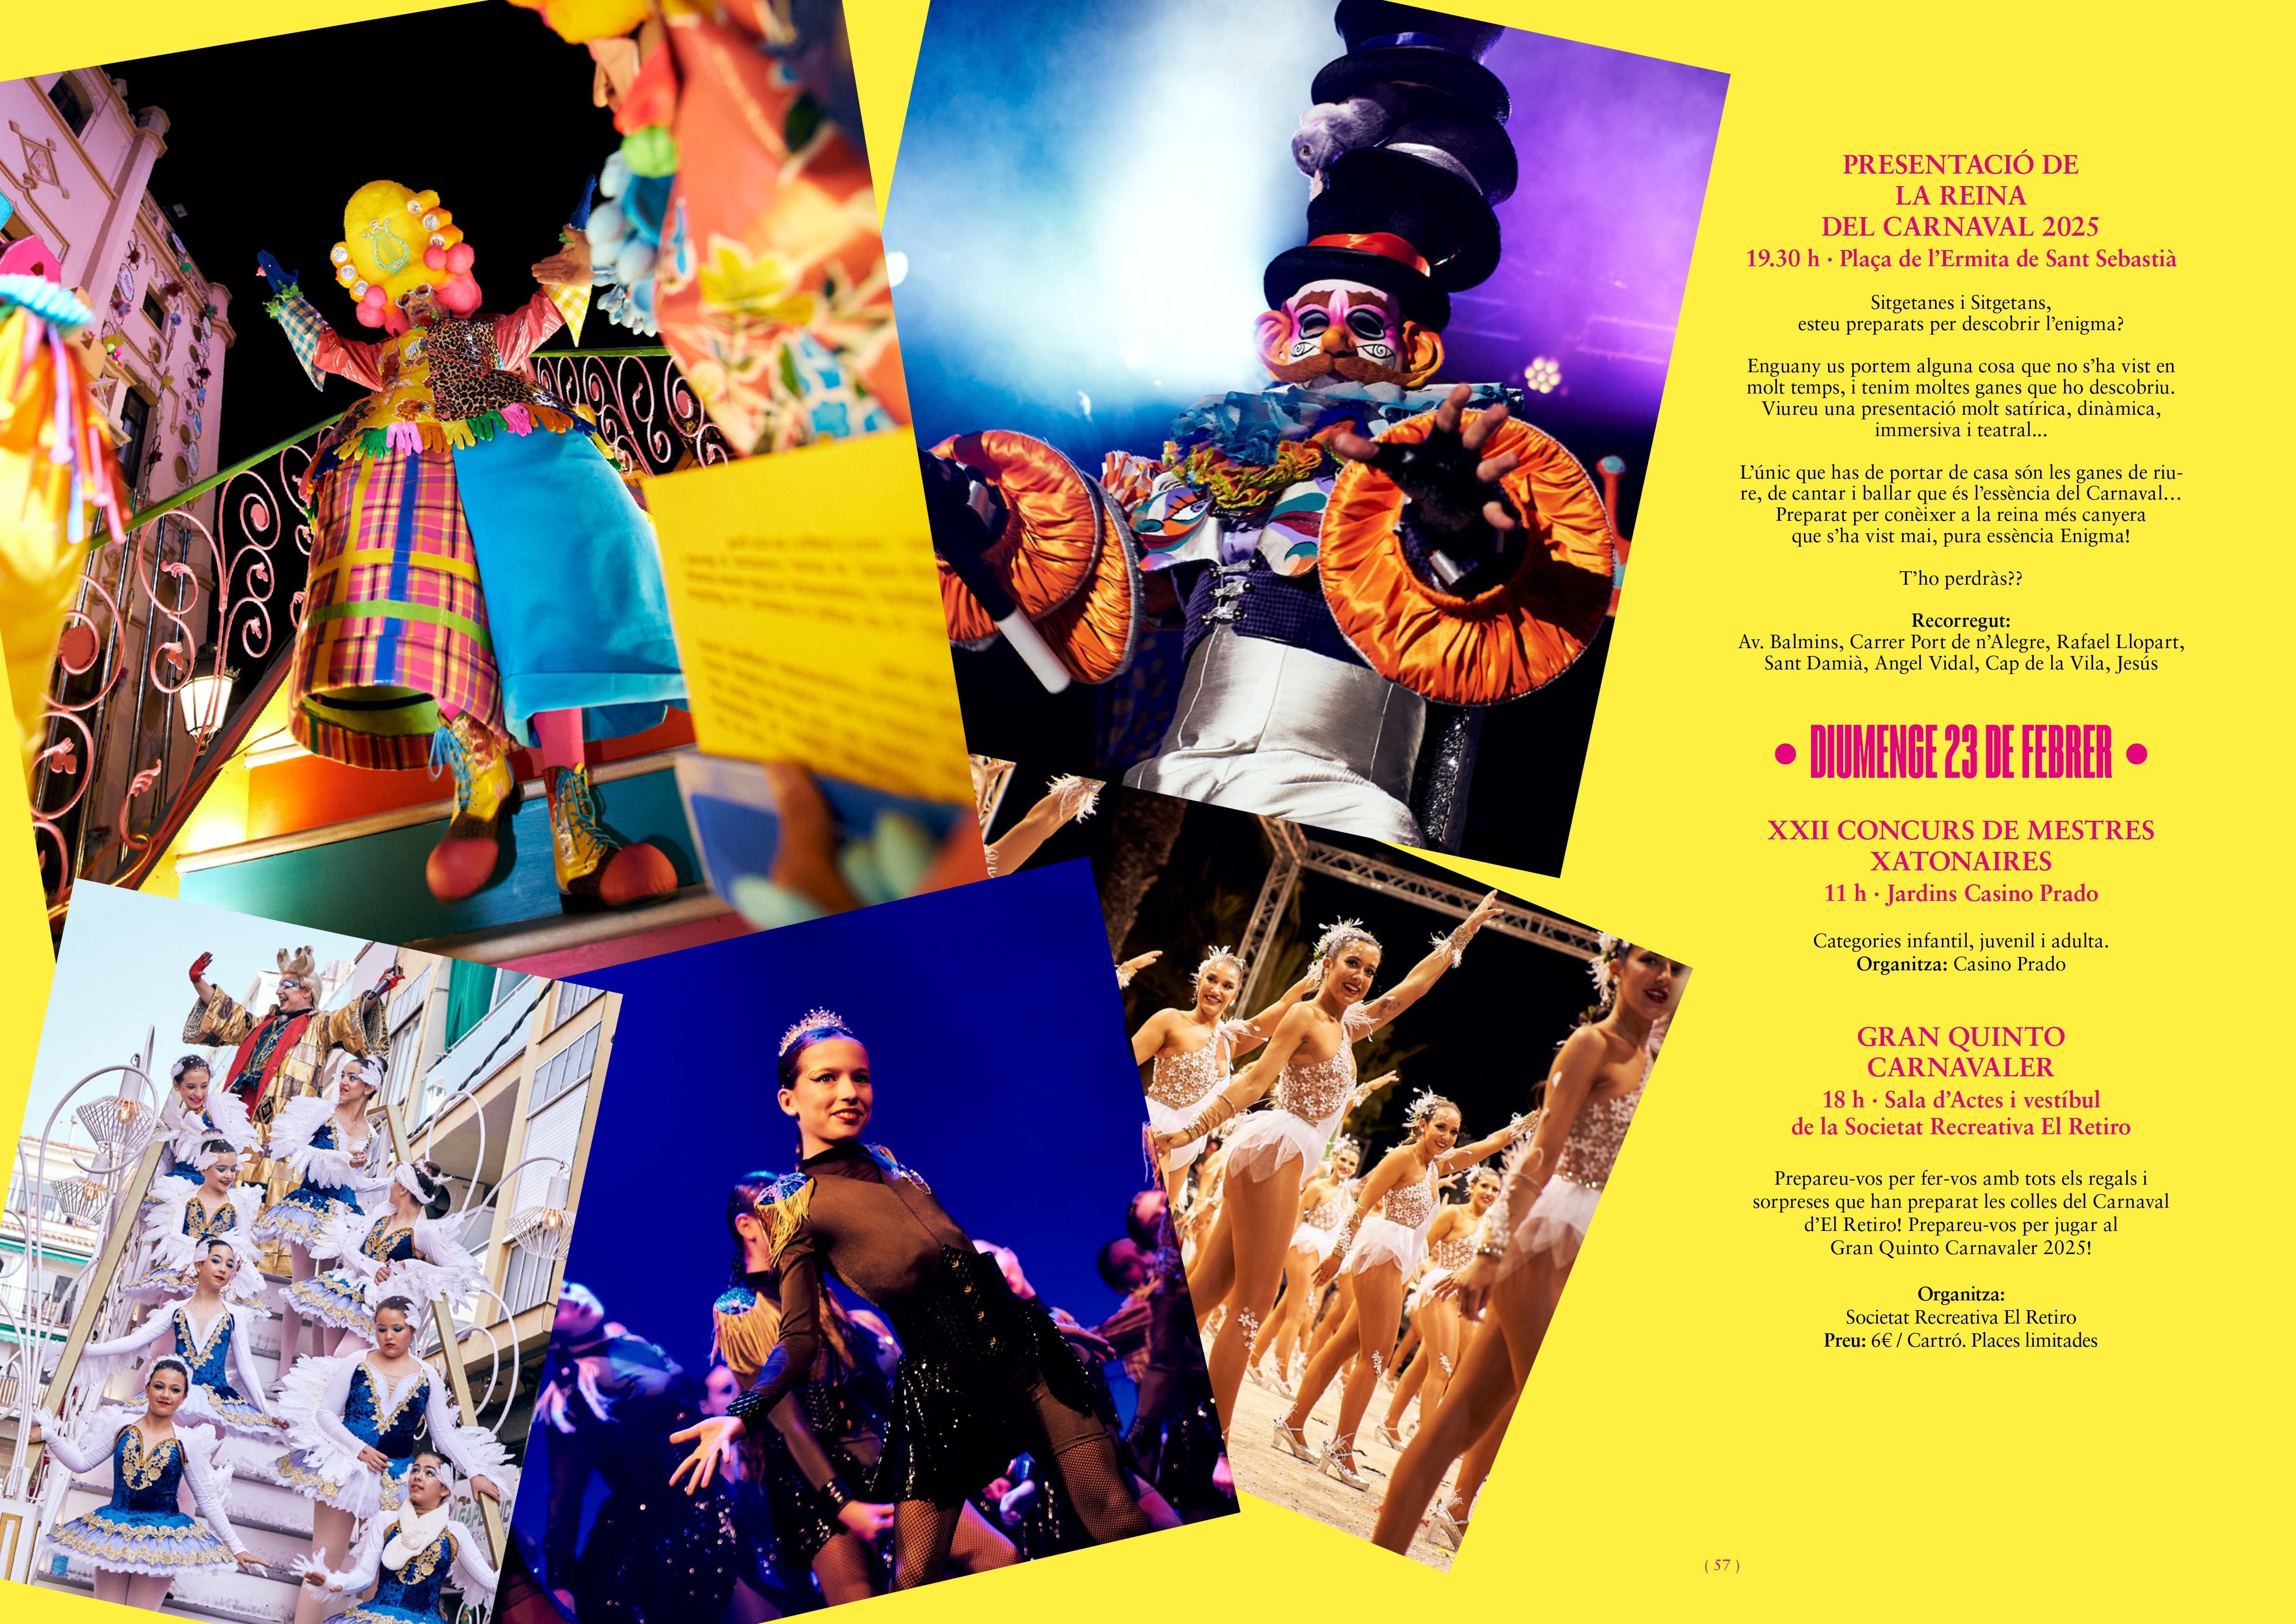 PRESENTACIÓ DE
LA REINA
DEL CARNAVAL 2025
19.30 h · Plaça de l’Ermita de Sant Sebastià
Sitgetanes i Sitgetans,
esteu preparats per descobrir l’enigma?
Enguany us portem alguna cosa que no s’ha vist en
molt temps, i tenim moltes ganes que ho descobriu.
Viureu una presentació molt satírica, dinàmica,
immersiva i teatral...
L’únic que has de portar de casa són les ganes de riu-
re, de cantar i ballar que és l’essència del Carnaval…
Preparat per conèixer a la reina més canyera
que s’ha vist mai, pura essència Enigma!
T’ho perdràs??
Recorregut:
Av. Balmins, Carrer Port de n’Alegre, Rafael Llopart,
Sant Damià, Angel Vidal, Cap de la Vila, Jesús
• DIUMENGE 23 DE FEBRER •
XXII CONCURS DE MESTRES
XATONAIRES
11 h · Jardins Casino Prado
Categories infantil, juvenil i adulta.
Organitza: Casino Prado
GRAN QUINTO
CARNAVALER
18 h · Sala d’Actes i vestíbul
de la Societat Recreativa El Retiro
Prepareu-vos per fer-vos amb tots els regals i
sorpreses que han preparat les colles del Carnaval
d’El Retiro! Prepareu-vos per jugar al
Gran Quinto Carnavaler 2025!
Organitza:
Societat Recreativa El Retiro
Preu: 6€ / Cartró. Places limitades
( 57 )